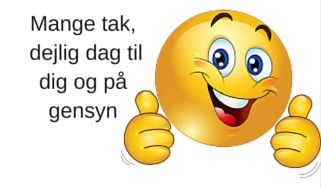 Mange tak,
dejlig dag til
dig og på
gensyn